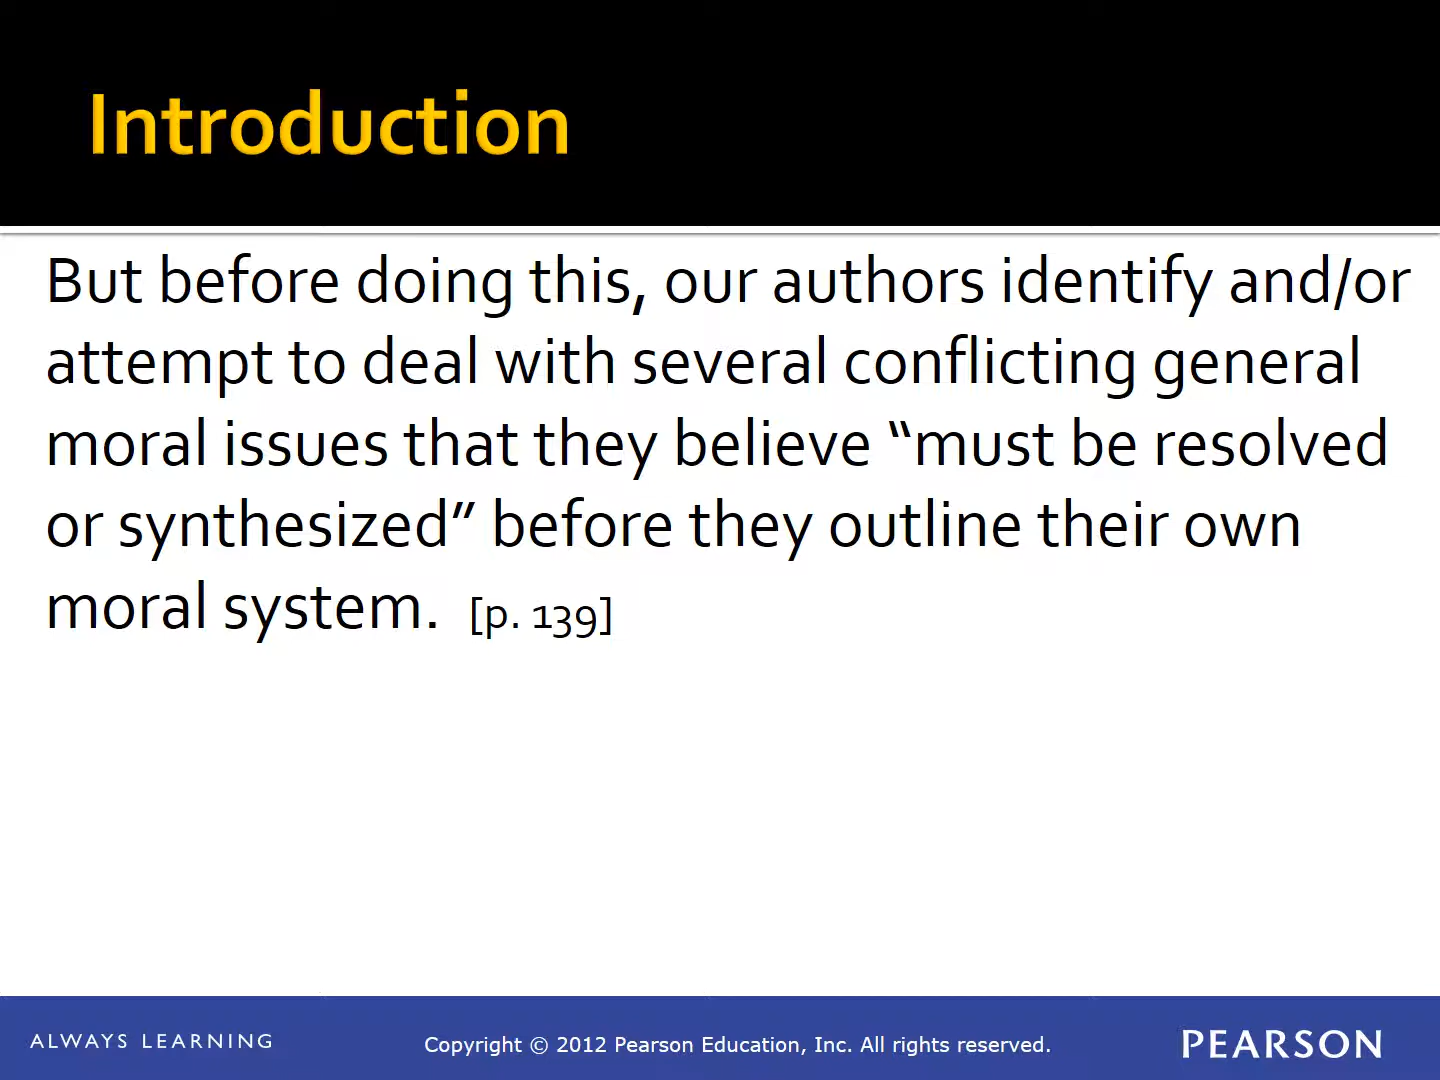 Introduction
But before doing this, our authors identify and/or
attempt to deal with several conflicting general
moral issues that they believe “must be resolved
or synthesized” before they outline their own
moral system. [p. 139]
ALWAYS LEARNING
Copyright © 2012 Pearson Education, Inc. All rights reserved.
PEARSON